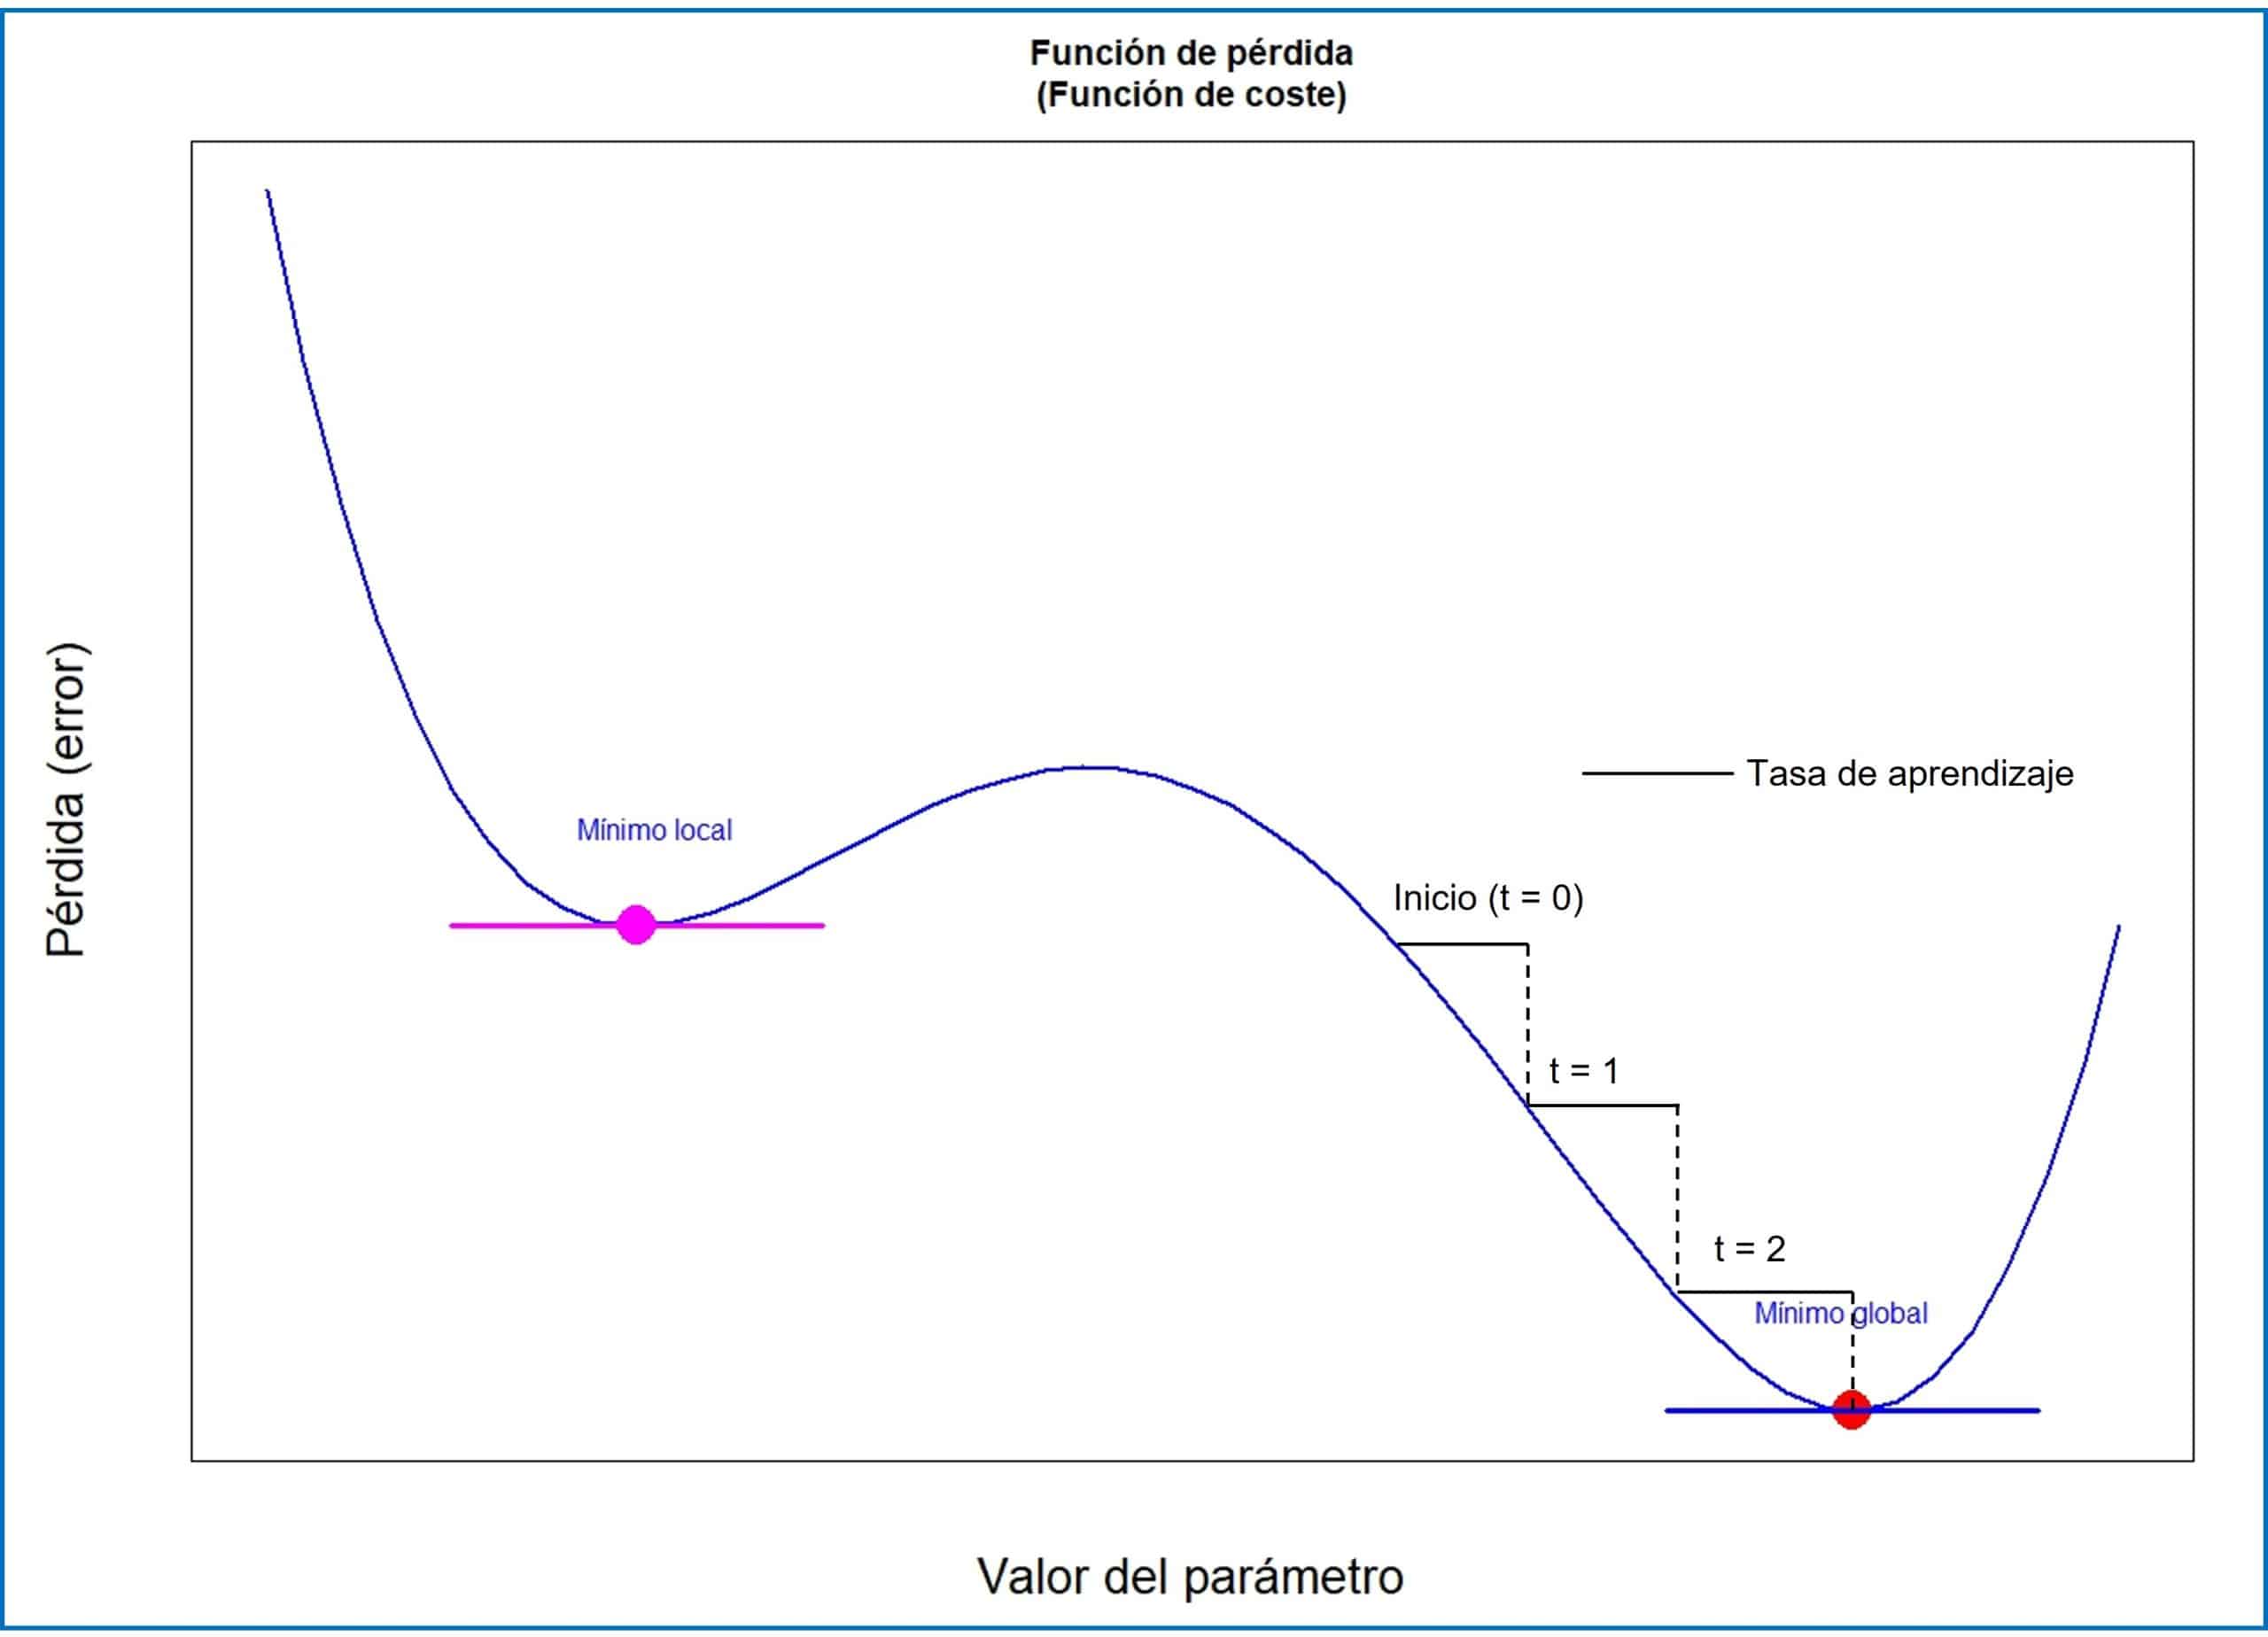 Función de pérdida
(Función de coste)
Pérdida (error)
Tasa de aprendizaje
Mínimo local
Inicio (t = 0)
t = 1
t = 2
Mínimo global
Valor del parámetro